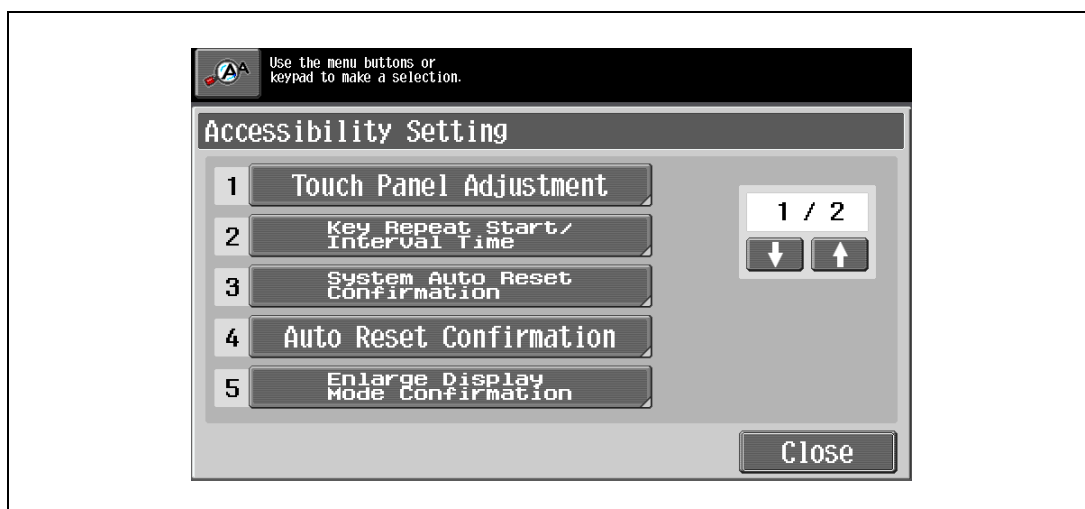 Use the menu buttons or
keypad to make a selection.
Accessibility Setting
1 Touch Panel Adjustment
2 Key Repeat Start/
Interval Time
3 System Auto Reset
Confirmation
4 Auto Reset Confirmation
5 Enlarge Display
Mode Confirmation
1 / 2
Close